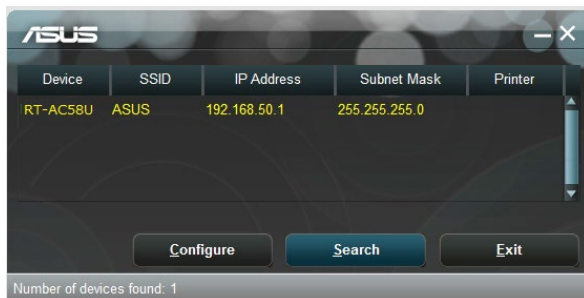 ASUS
Device SSID IP Address Subnet Mask Printer
RT-AC58U ASUS 192.168.50.1 255.255.255.0
Configure Search Exit
Number of devices found: 1